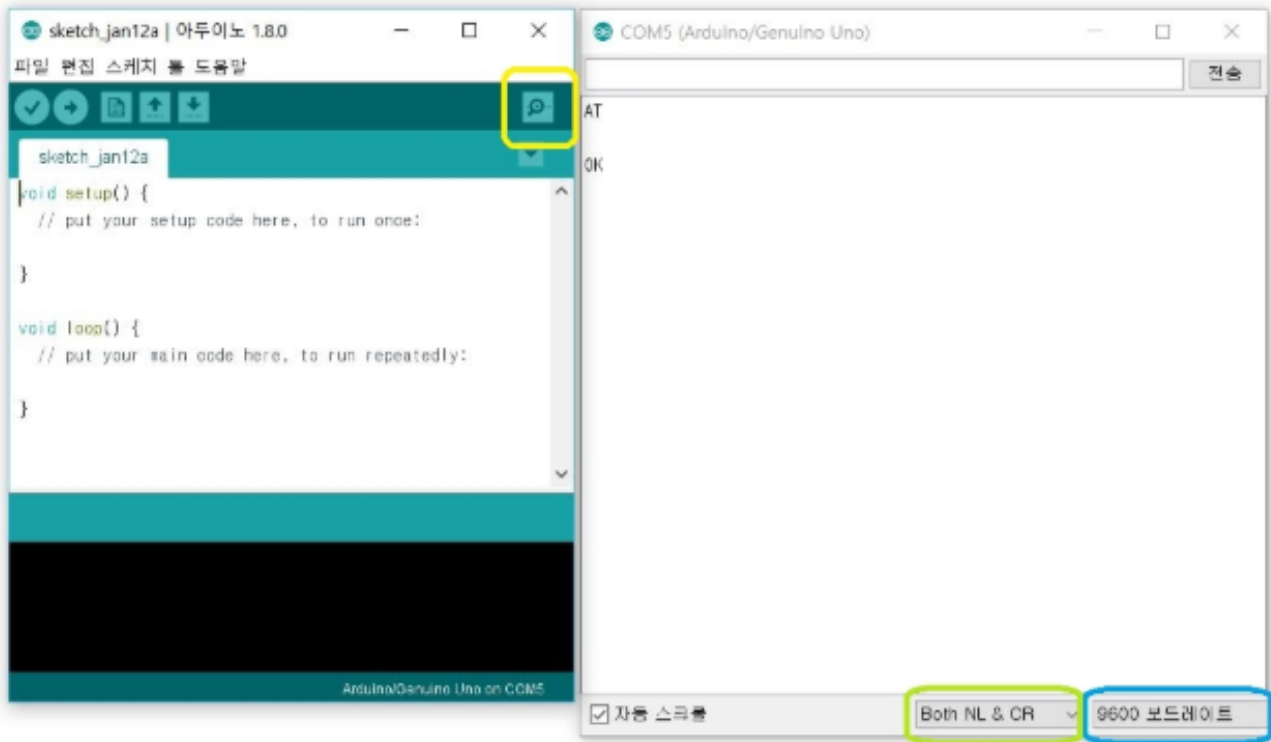 sketch_jan12a | 아두이노 1.8.0
파일 편집 스케치 툴 도움말
sketch_jan12a
void setup() {
// put your setup code here, to run once:
}
void loop() {
// put your main code here, to run repeatedly:
}
Arduino/Genuino Uno on COM5
COM5 (Arduino/Genuino Uno)
전송
AT
OK
자동 스크롤
Both NL & CR
9600 보드레이트